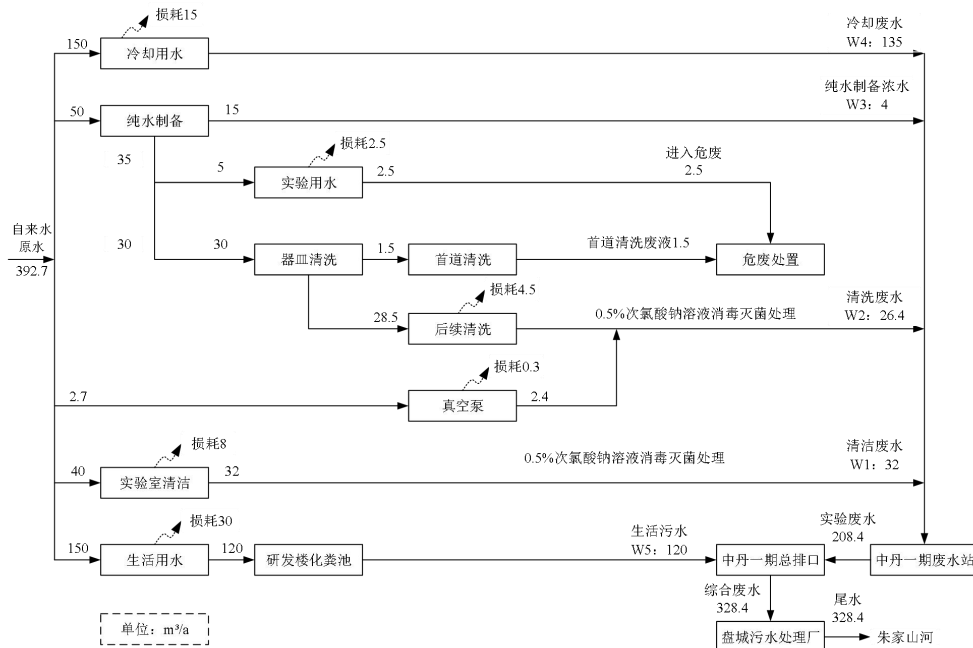 损耗15
冷却废水
150
冷却用水
W4：135
纯水制备浓水
50
纯水制备
15
W3：4
损耗2.5
35
5
实验用水
2.5
进入危废
2.5
自来水
原水
392.7
30
30
器皿清洗
1.5
首道清洗
首道清洗废液1.5
危废处置
损耗4.5
清洗废水
28.5
后续清洗
0.5%次氯酸钠溶液消毒灭菌处理
W2：26.4
损耗0.3
2.7
真空泵
2.4
损耗8
清洁废水
40
实验室清洁
32
0.5%次氯酸钠溶液消毒灭菌处理
W1：32
损耗30
生活污水
实验废水
208.4
150
生活用水
120
研发楼化粪池
W5：120
中丹一期总排口
中丹一期废水站
综合废水
328.4
尾水
328.4
单位：m³/a
盘城污水处理厂
朱家山河